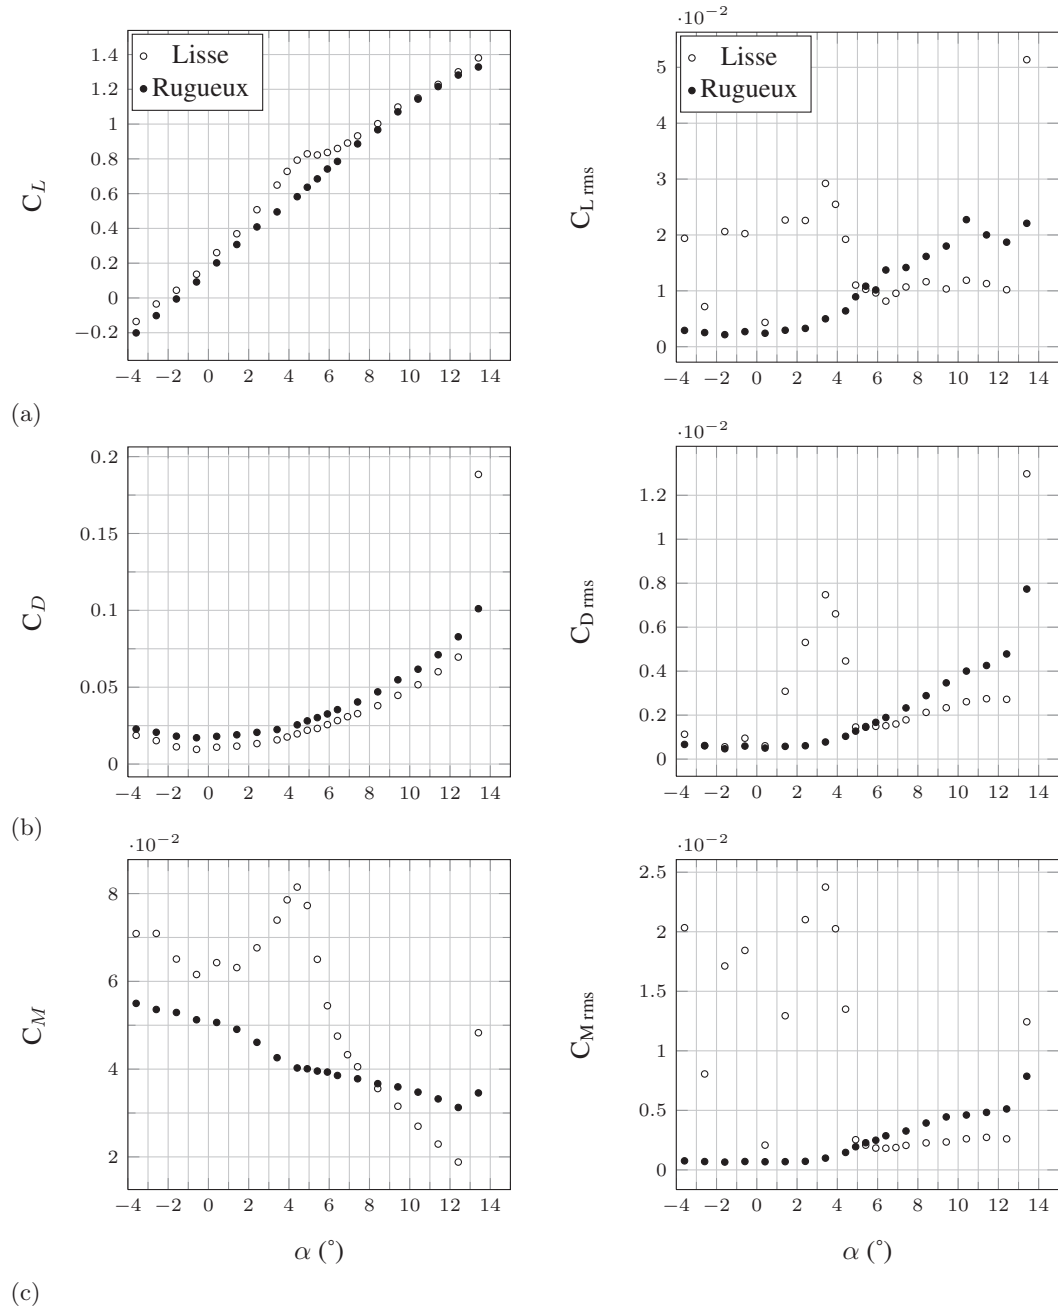 ·10⁻²
Lisse
Rugueux
1.4
1.2
1
0.8
0.6
0.4
0.2
0
−0.2
C_L
−4 −2 0 2 4 6 8 10 12 14
Lisse
Rugueux
5
4
3
2
1
0
C_L rms
−4 −2 0 2 4 6 8 10 12 14
(a)
0.2
0.15
0.1
0.05
0
C_D
−4 −2 0 2 4 6 8 10 12 14
·10⁻²
1.2
1
0.8
0.6
0.4
0.2
0
C_D rms
−4 −2 0 2 4 6 8 10 12 14
(b)
·10⁻²
8
6
4
2
C_M
−4 −2 0 2 4 6 8 10 12 14
α (°)
·10⁻²
2.5
2
1.5
1
0.5
0
C_M rms
−4 −2 0 2 4 6 8 10 12 14
α (°)
(c)